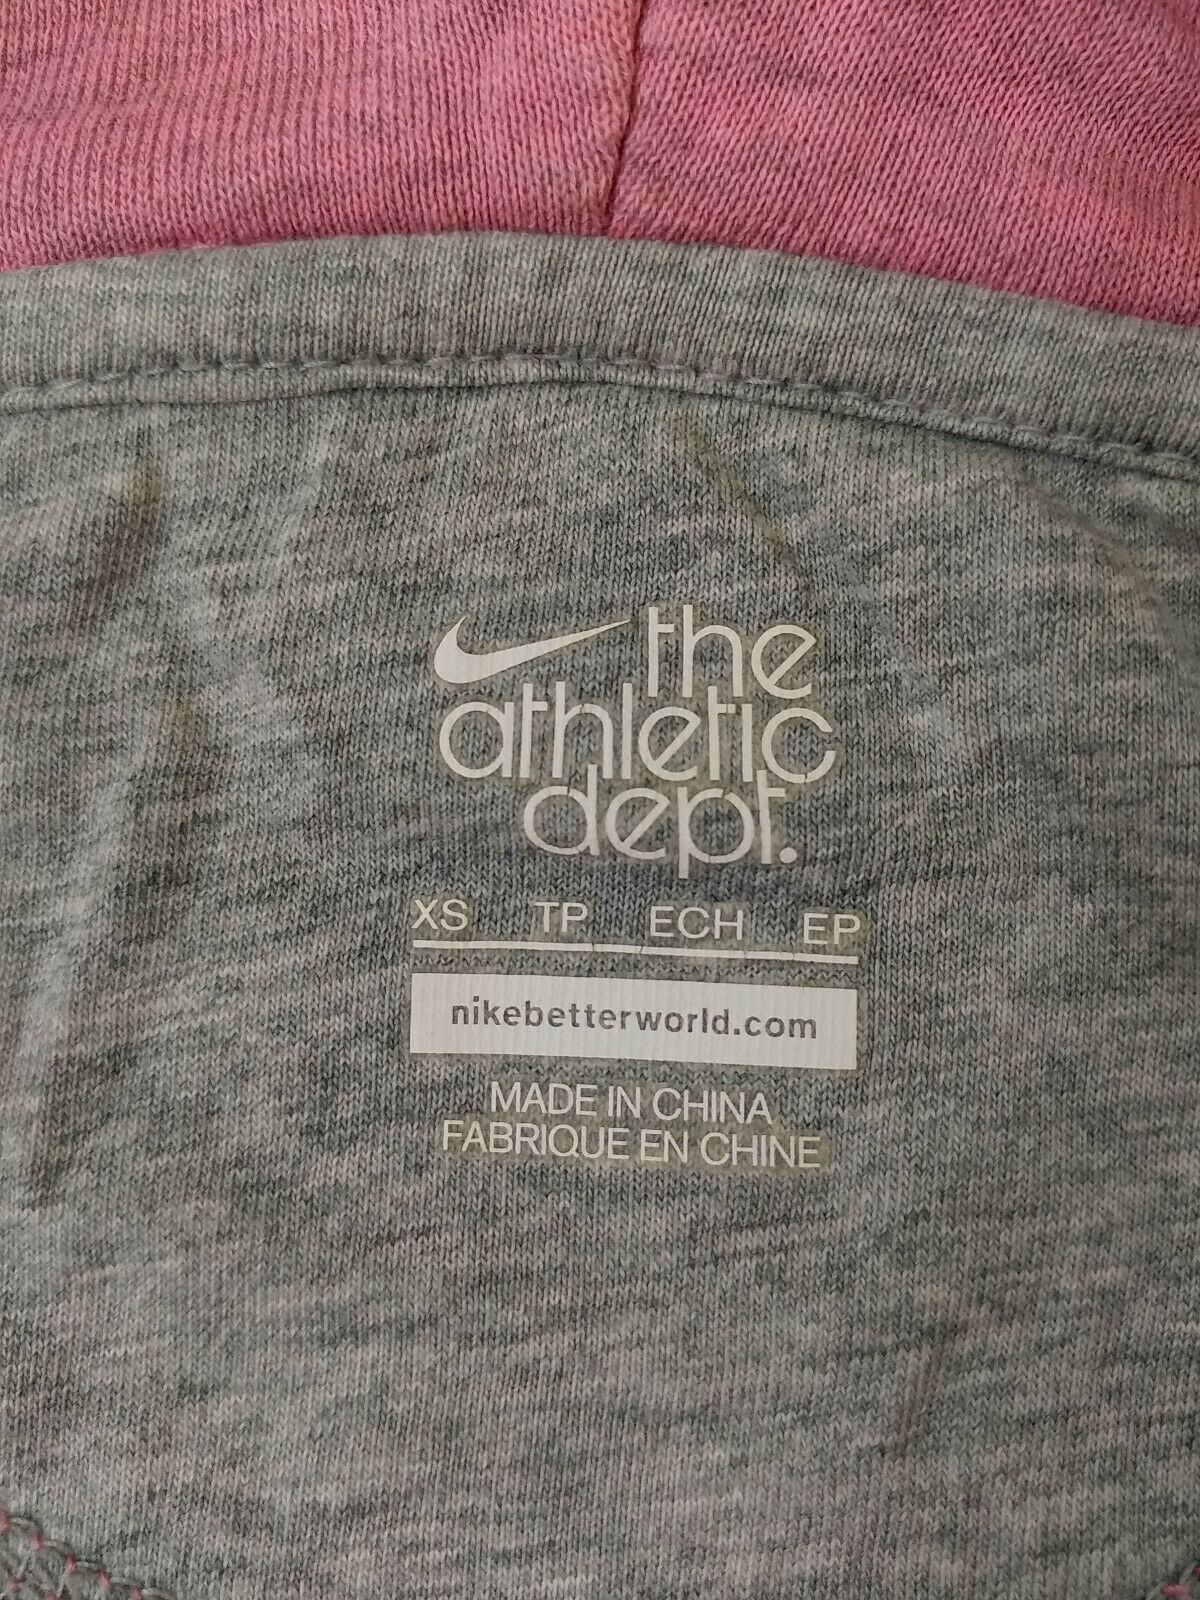 the
athletic
dept.
XS TP ECH EP
nikebetterworld.com
MADE IN CHINA
FABRIQUE EN CHINE